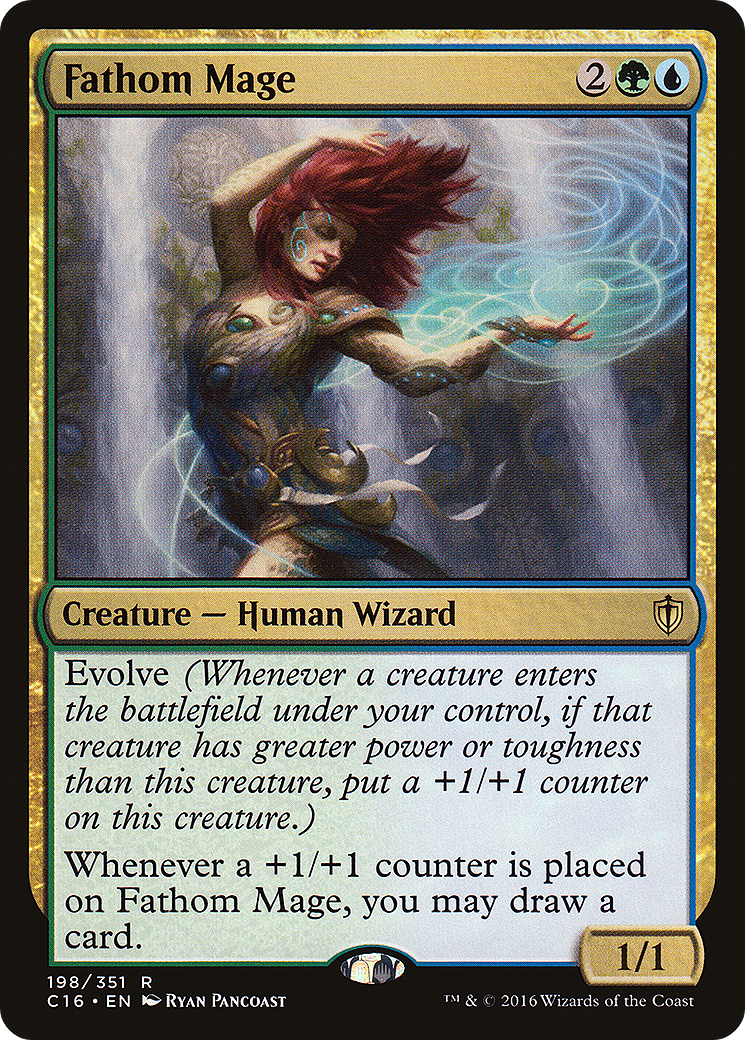 Fathom Mage 2
Creature — Human Wizard
Evolve (Whenever a creature enters
the battlefield under your control, if that
creature has greater power or toughness
than this creature, put a +1/+1 counter
on this creature.)
Whenever a +1/+1 counter is placed
on Fathom Mage, you may draw a
card.
1/1
198/351 R
C16 • EN Ryan Pancoast
™ & © 2016 Wizards of the Coast